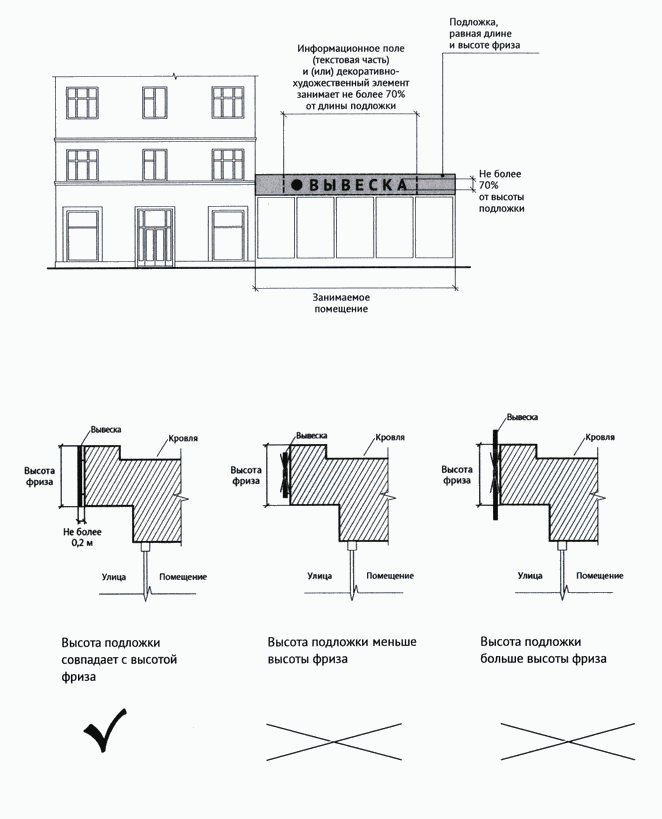 Подложка,
равная длине
и высоте фриза
Информационное поле
(текстовая часть)
и (или) декоративно-
художественный элемент
занимает не более 70%
от длины подложки
ВЫВЕСКА
Не более
70%
от высоты
подложки
Занимаемое
помещение
Вывеска
Кровля
Высота
фриза
Не более
0,2 м
Улица
Помещение
Вывеска
Кровля
Высота
фриза
Улица
Помещение
Вывеска
Кровля
Высота
фриза
Улица
Помещение
Высота подложки
совпадает с высотой
фриза
Высота подложки меньше
высоты фриза
Высота подложки
больше высоты фриза